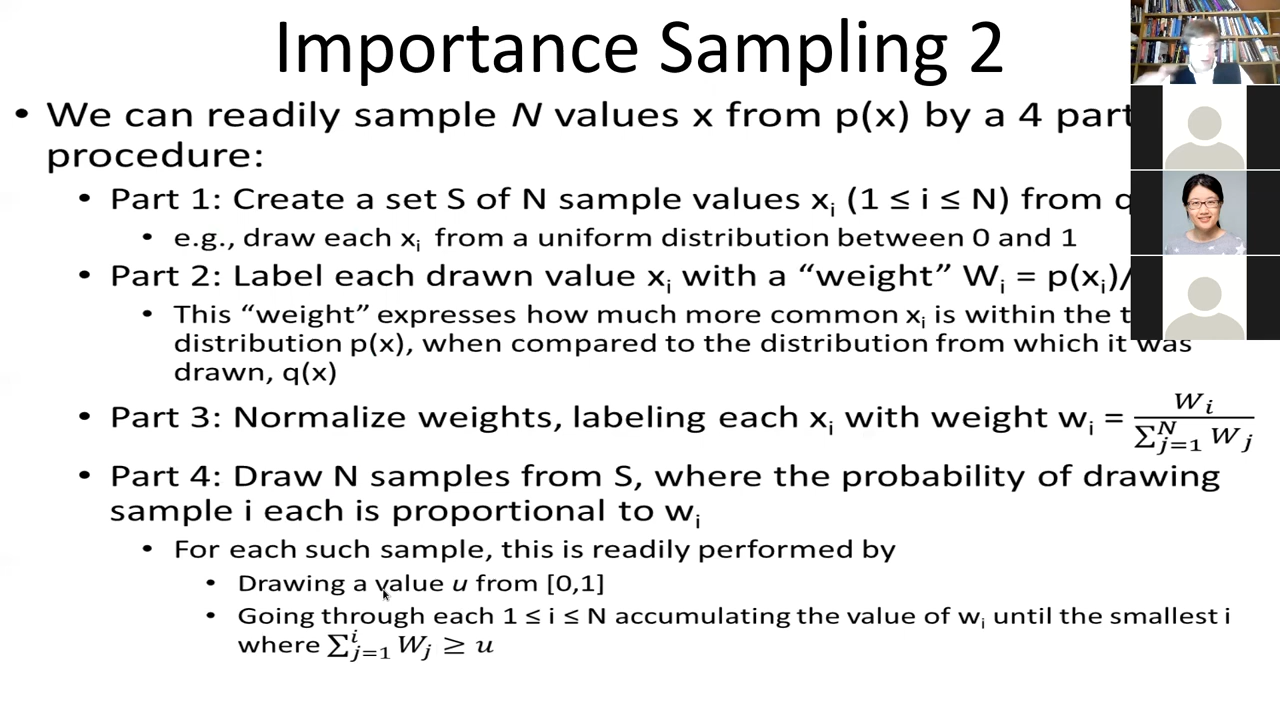 Importance Sampling 2
• We can readily sample N values x from p(x) by a 4 part
procedure:
• Part 1: Create a set S of N sample values xᵢ (1 ≤ i ≤ N) from q
• e.g., draw each xᵢ from a uniform distribution between 0 and 1
• Part 2: Label each drawn value xᵢ with a “weight” Wᵢ = p(xᵢ)/
• This “weight” expresses how much more common xᵢ is within the t
distribution p(x), when compared to the distribution from which it was
drawn, q(x)
• Part 3: Normalize weights, labeling each xᵢ with weight wᵢ = Wᵢ / ∑ⱼ₌₁ᴺ Wⱼ
• Part 4: Draw N samples from S, where the probability of drawing
sample i each is proportional to wᵢ
• For each such sample, this is readily performed by
• Drawing a value u from [0,1]
• Going through each 1 ≤ i ≤ N accumulating the value of wᵢ until the smallest i
where ∑ⱼ₌₁ⁱ Wⱼ ≥ u